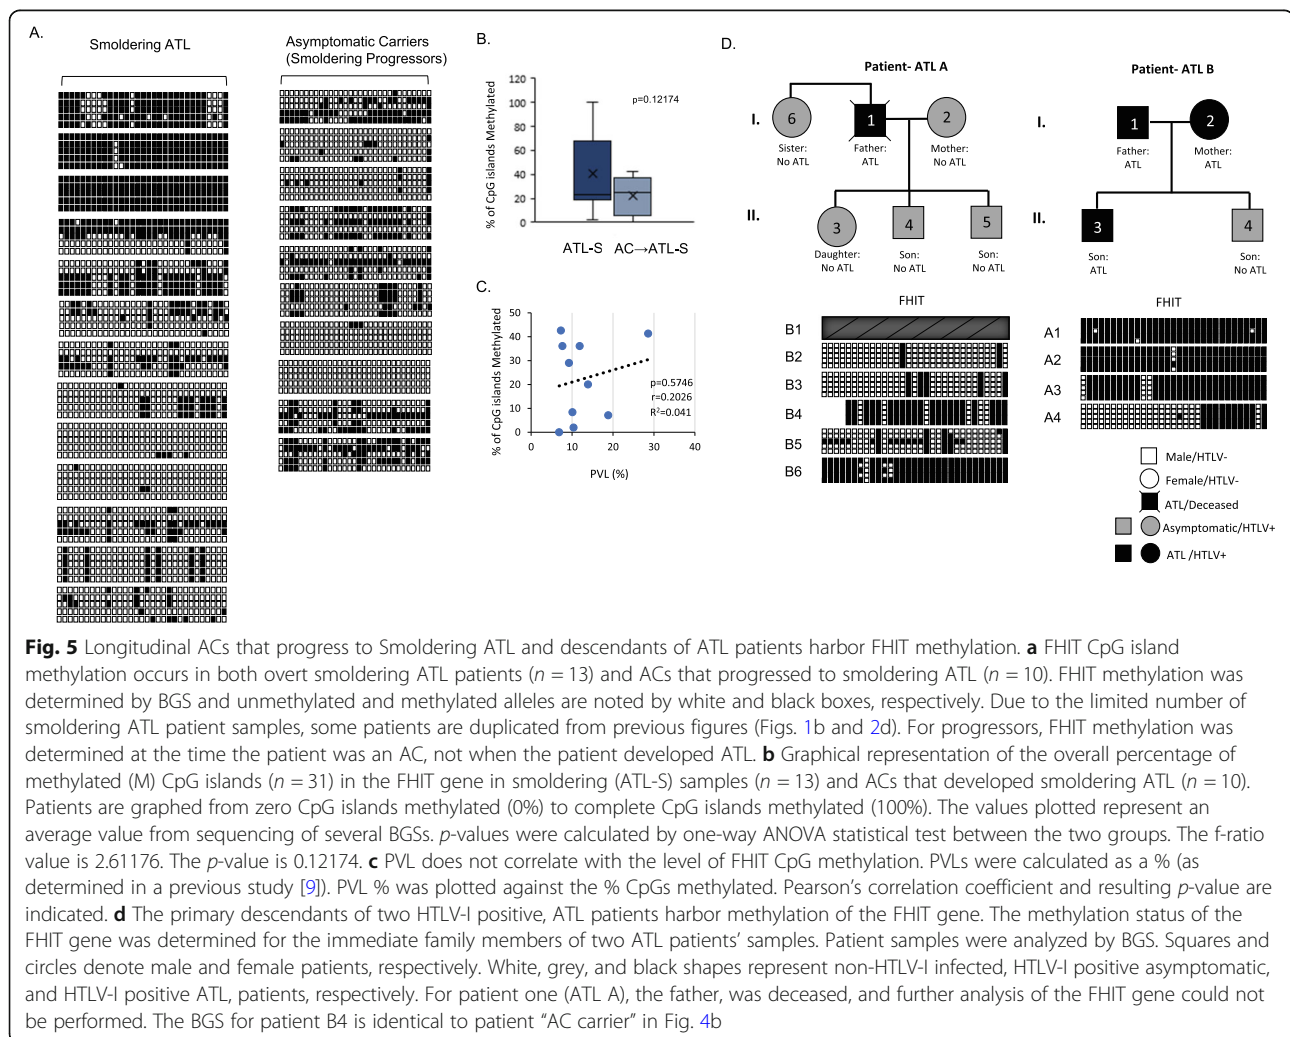 A.
Smoldering ATL
Asymptomatic Carriers
(Smoldering Progressors)
B.
% of CpG islands Methylated
120
100
80
60
40
20
0
p=0.12174
ATL-S
AC→ATL-S
C.
% of CpG islands Methylated
50
40
30
20
10
0
p=0.5746
r=0.2026
R²=0.041
0
10
20
30
40
PVL (%)
D.
Patient- ATL A
I.
6
1
2
Sister:
No ATL
Father:
ATL
Mother:
No ATL
II.
3
4
5
Daughter:
No ATL
Son:
No ATL
Son:
No ATL
Patient- ATL B
I.
1
2
Father:
ATL
Mother:
ATL
II.
3
4
Son:
ATL
Son:
No ATL
FHIT
B1
B2
B3
B4
B5
B6
FHIT
A1
A2
A3
A4
Male/HTLV-
Female/HTLV-
ATL/Deceased
Asymptomatic/HTLV+
ATL /HTLV+
Fig. 5 Longitudinal ACs that progress to Smoldering ATL and descendants of ATL patients harbor FHIT methylation. a FHIT CpG island
methylation occurs in both overt smoldering ATL patients (n = 13) and ACs that progressed to smoldering ATL (n = 10). FHIT methylation was
determined by BGS and unmethylated and methylated alleles are noted by white and black boxes, respectively. Due to the limited number of
smoldering ATL patient samples, some patients are duplicated from previous figures (Figs. 1b and 2d). For progressors, FHIT methylation was
determined at the time the patient was an AC, not when the patient developed ATL. b Graphical representation of the overall percentage of
methylated (M) CpG islands (n = 31) in the FHIT gene in smoldering (ATL-S) samples (n = 13) and ACs that developed smoldering ATL (n = 10).
Patients are graphed from zero CpG islands methylated (0%) to complete CpG islands methylated (100%). The values plotted represent an
average value from sequencing of several BGSs. p-values were calculated by one-way ANOVA statistical test between the two groups. The f-ratio
value is 2.61176. The p-value is 0.12174. c PVL does not correlate with the level of FHIT CpG methylation. PVLs were calculated as a % (as
determined in a previous study [9]). PVL % was plotted against the % CpGs methylated. Pearson's correlation coefficient and resulting p-value are
indicated. d The primary descendants of two HTLV-I positive, ATL patients harbor methylation of the FHIT gene. The methylation status of the
FHIT gene was determined for the immediate family members of two ATL patients' samples. Patient samples were analyzed by BGS. Squares and
circles denote male and female patients, respectively. White, grey, and black shapes represent non-HTLV-I infected, HTLV-I positive asymptomatic,
and HTLV-I positive ATL, patients, respectively. For patient one (ATL A), the father, was deceased, and further analysis of the FHIT gene could not
be performed. The BGS for patient B4 is identical to patient "AC carrier" in Fig. 4b